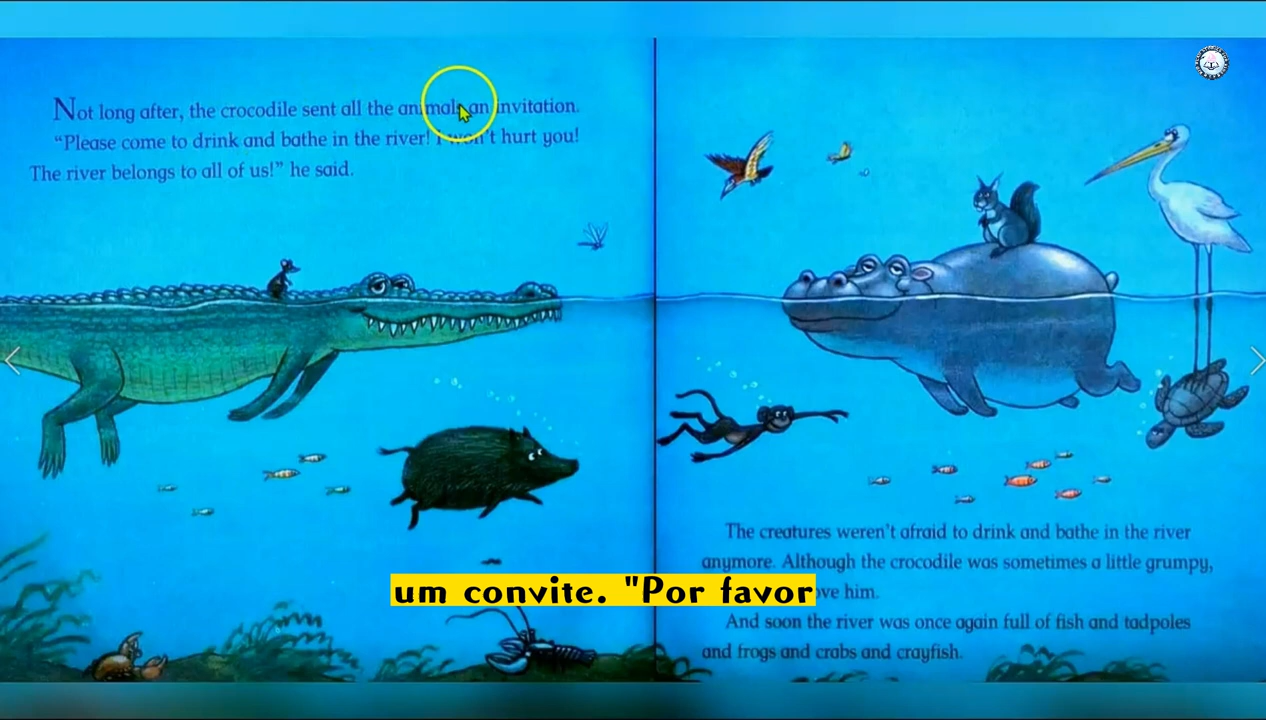 Not long after, the crocodile sent all the animals an invitation.
"Please come to drink and bathe in the river! I won't hurt you!
The river belongs to all of us!" he said.
The creatures weren't afraid to drink and bathe in the river
anymore. Although the crocodile was sometimes a little grumpy,
him.
um convite. "Por favor
And soon the river was once again full of fish and tadpoles
and frogs and crabs and crayfish.